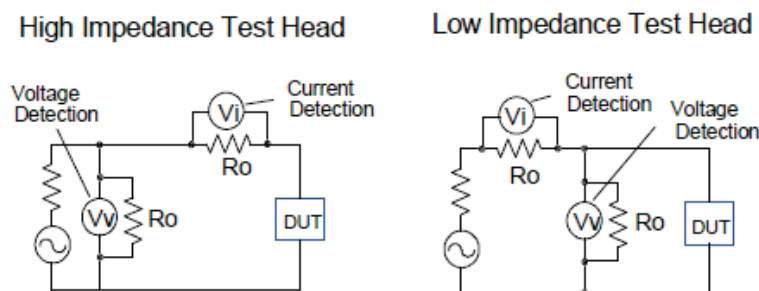 High Impedance Test Head
Low Impedance Test Head
Voltage
Detection
Current
Detection
Vi
Ro
Vv
Ro
DUT
Current
Detection
Voltage
Detection
Vi
Ro
Vv
Ro
DUT